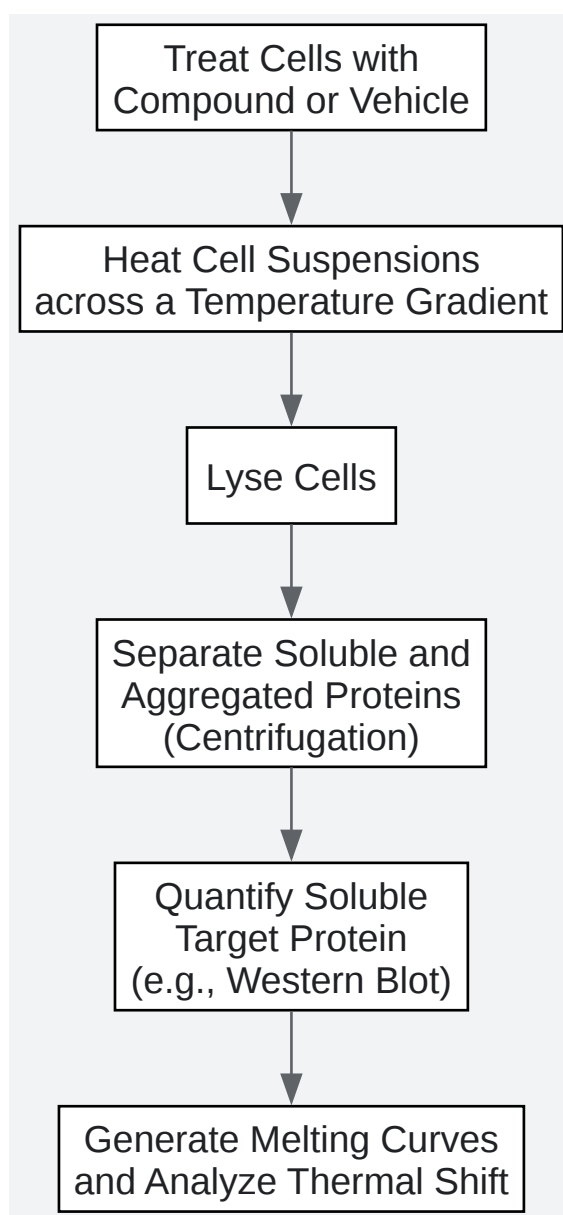 Treat Cells with
Compound or Vehicle
Heat Cell Suspensions
across a Temperature Gradient
Lyse Cells
Separate Soluble and
Aggregated Proteins
(Centrifugation)
Quantify Soluble
Target Protein
(e.g., Western Blot)
Generate Melting Curves
and Analyze Thermal Shift